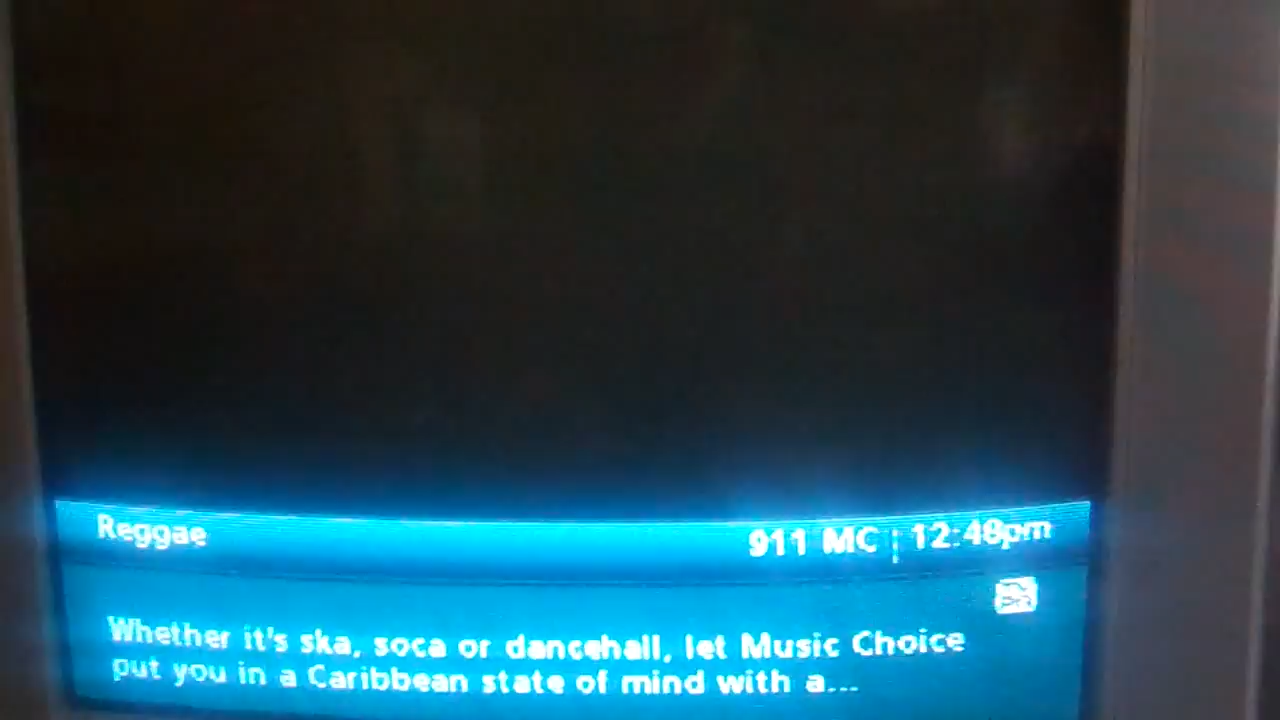 Reggae
911 MC | 12:48pm
Whether it's ska, soca or dancehall, let Music Choice
put you in a Caribbean state of mind with a...